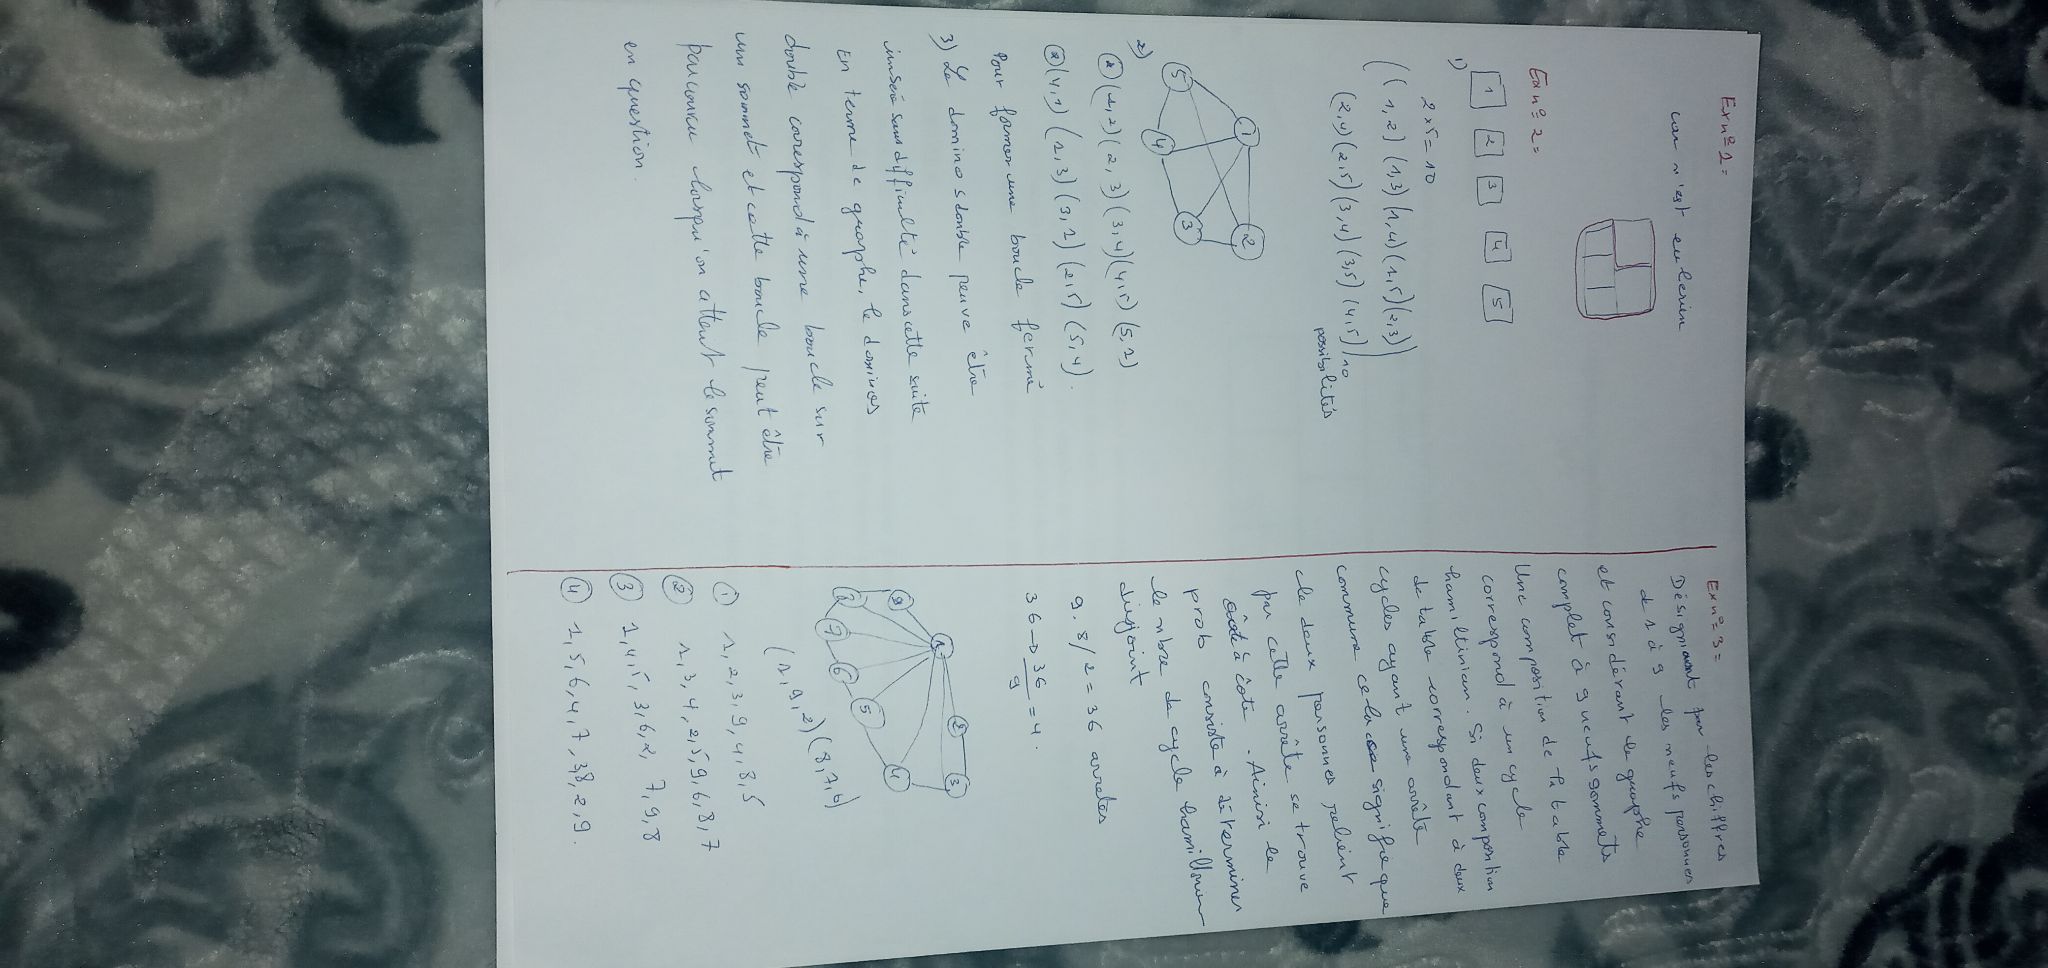 Ex nº 1 =
car n'est eulerien
Ex nº 2 =
1 2 3 4 5
1)
2 x 5 = 10
((1,2) (1,3) (1,4) (1,5) (2,3)
(2,4) (2,5) (3,4) (3,5) (4,5)) 10
possibilités
1 2
5 3
4
2)
① (1,2) (2,3) (3,4) (4,5) (5,1)
② (4,1) (1,3) (3,2) (2,5) (5,4).
Pour former une boucle fermé
3) Le dominos double peuve être
inséré sans difficulté dans cette suite
En terme de graphe, le dominos
double corespond à une boucle sur
un sommet et cette boucle peut être
parcouru lorsqu'on attent le sommet
en question.
Ex nº 3 =
Désignant par les chiffres
de 1 à 9 les neufs personnes
et considérant le graphe
complet à 9 neufs sommets
Une composition de la table
correspond à un cycle
hamiltinian. Si deux composition
de table correspondant à deux
cycles ayant une arrête
commune cela signifie que
le deux personnes relient
par cette arrête se trouve
à côte. Ainisi le
prob consiste à déterminer
le nbre de cycle
disjoint
9. 8/2 = 36 arretes
36 → 36/9 = 4.
1 2 3
9 4
8 7 6 5
(1,9,2) (8,7,6)
① 1, 2, 3, 9, 4, 8, 5
② 1, 3, 4, 2, 5, 9, 6, 8, 7
③ 1, 4, 5, 3, 6, 2, 7, 9, 8
④ 1, 5, 6, 4, 7, 3, 8, 2, 9.